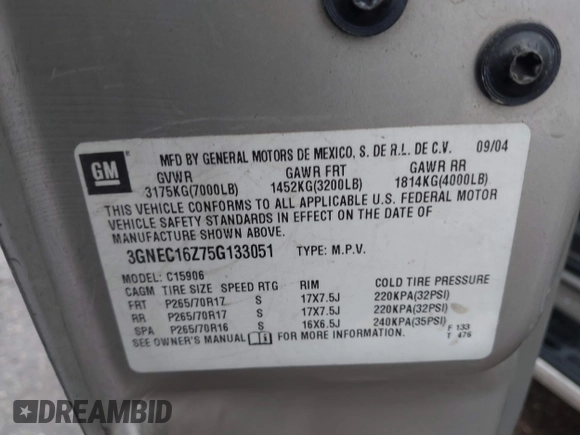 GM
MFD BY GENERAL MOTORS DE MEXICO, S. DE R.L. DE C.V. 09/04
GVWR GAWR FRT GAWR RR
3175KG(7000LB) 1452KG(3200LB) 1814KG(4000LB)
THIS VEHICLE CONFORMS TO ALL APPLICABLE U.S. FEDERAL MOTOR
VEHICLE SAFETY STANDARDS IN EFFECT ON THE DATE OF
MANUFACTURE SHOWN ABOVE.
3GNEC16Z75G133051 TYPE: M.P.V.
MODEL: C15906
CAGM TIRE SIZE SPEED RTG RIM COLD TIRE PRESSURE
FRT P265/70R17 S 17X7.5J 220KPA(32PSI)
RR P265/70R17 S 17X7.5J 220KPA(32PSI)
SPA P265/70R16 S 16X6.5J 240KPA(35PSI)
SEE OWNER'S MANUAL FOR MORE INFORMATION.
F 133
T 476
DREAMBID